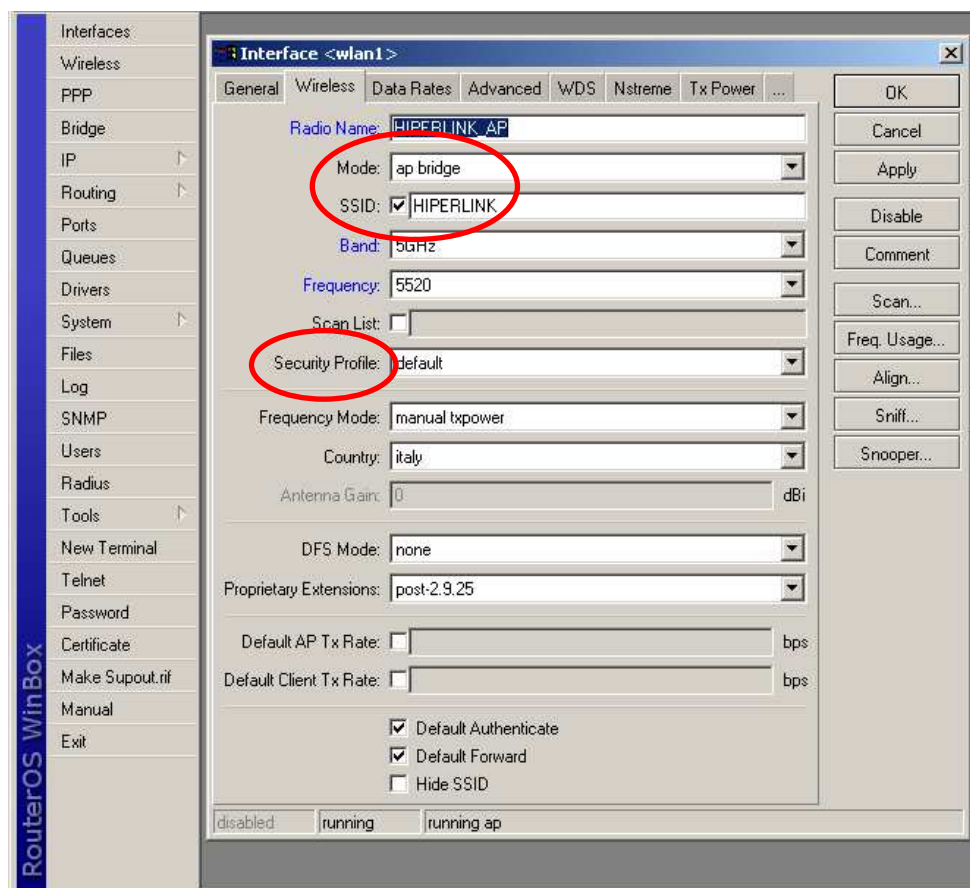 Interfaces
Wireless
PPP
Bridge
IP
Routing
Ports
Queues
Drivers
System
Files
Log
SNMP
Users
Radius
Tools
New Terminal
Telnet
Password
Certificate
Make Supout.rif
Manual
Exit
RouterOS WinBox
Interface <wlan1>
General Wireless Data Rates Advanced WDS Nstreme Tx Power ...
Radio Name: HIPERLINK_AP
Mode: ap bridge
SSID: HIPERLINK
Band: 5GHz
Frequency: 5520
Scan List:
Security Profile: default
Frequency Mode: manual txpower
Country: italy
Antenna Gain: 0 dBi
DFS Mode: none
Proprietary Extensions: post-2.9.25
Default AP Tx Rate: bps
Default Client Tx Rate: bps
Default Authenticate
Default Forward
Hide SSID
disabled running running ap
OK
Cancel
Apply
Disable
Comment
Scan...
Freq. Usage...
Align...
Sniff...
Snooper...